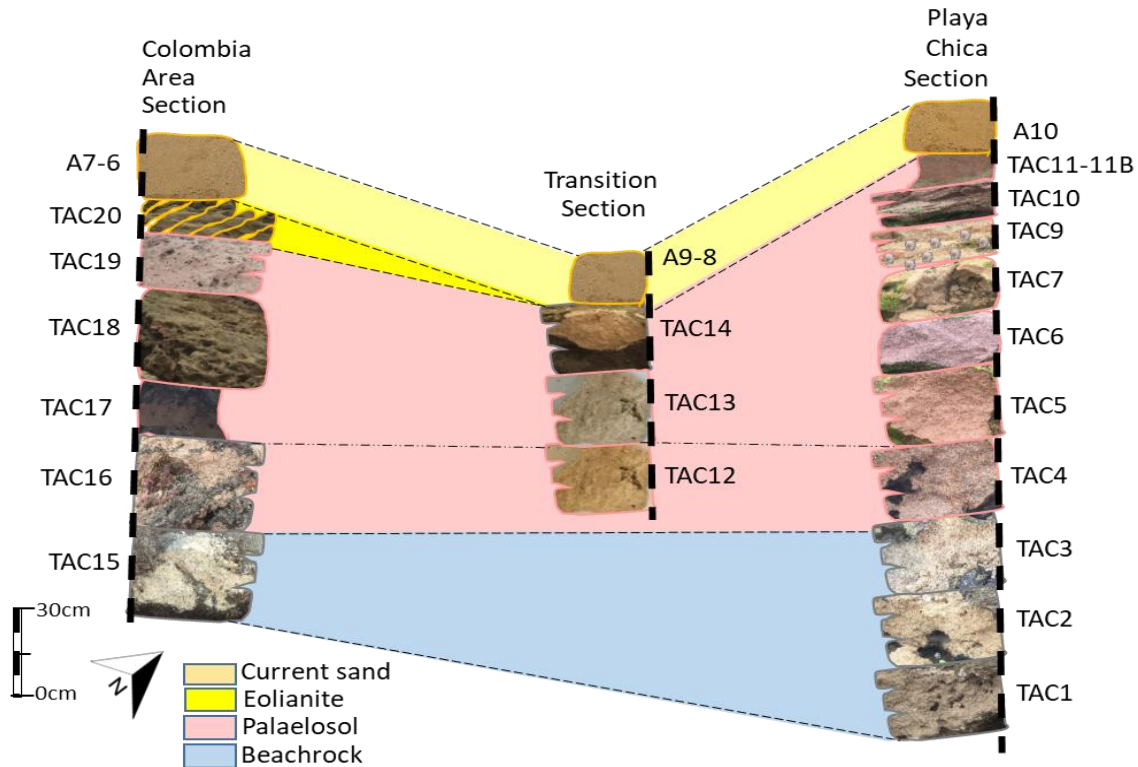 Colombia
Area
Section
A7-6
TAC20
TAC19
TAC18
TAC17
TAC16
TAC15
Transition
Section
A9-8
TAC14
TAC13
TAC12
Playa
Chica
Section
A10
TAC11-11B
TAC10
TAC9
TAC7
TAC6
TAC5
TAC4
TAC3
TAC2
TAC1
30cm
0cm
N
Current sand
Eolianite
Palaelosol
Beachrock